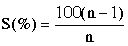 S(%) = 100(n − 1)/n